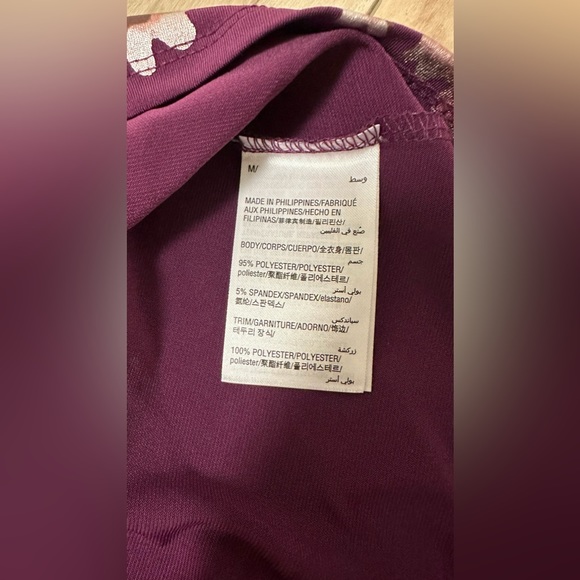 M/
وسط
MADE IN PHILIPPINES/FABRIQUÉ
AUX PHILIPPINES/HECHO EN
FILIPINAS/菲律宾制造/필리핀산/
صُنع في الفلبين
BODY/CORPS/CUERPO/全衣身/몸판/
جسم
95% POLYESTER/POLYESTER/
poliester/聚酯纤维/폴리에스테르/
بولي أستر
5% SPANDEX/SPANDEX/elastano/
氨纶/스판덱스/
سباندكس
TRIM/GARNITURE/ADORNO/饰边/
테두리 장식/
زركشة
100% POLYESTER/POLYESTER/
poliester/聚酯纤维/폴리에스테르/
بولي أستر